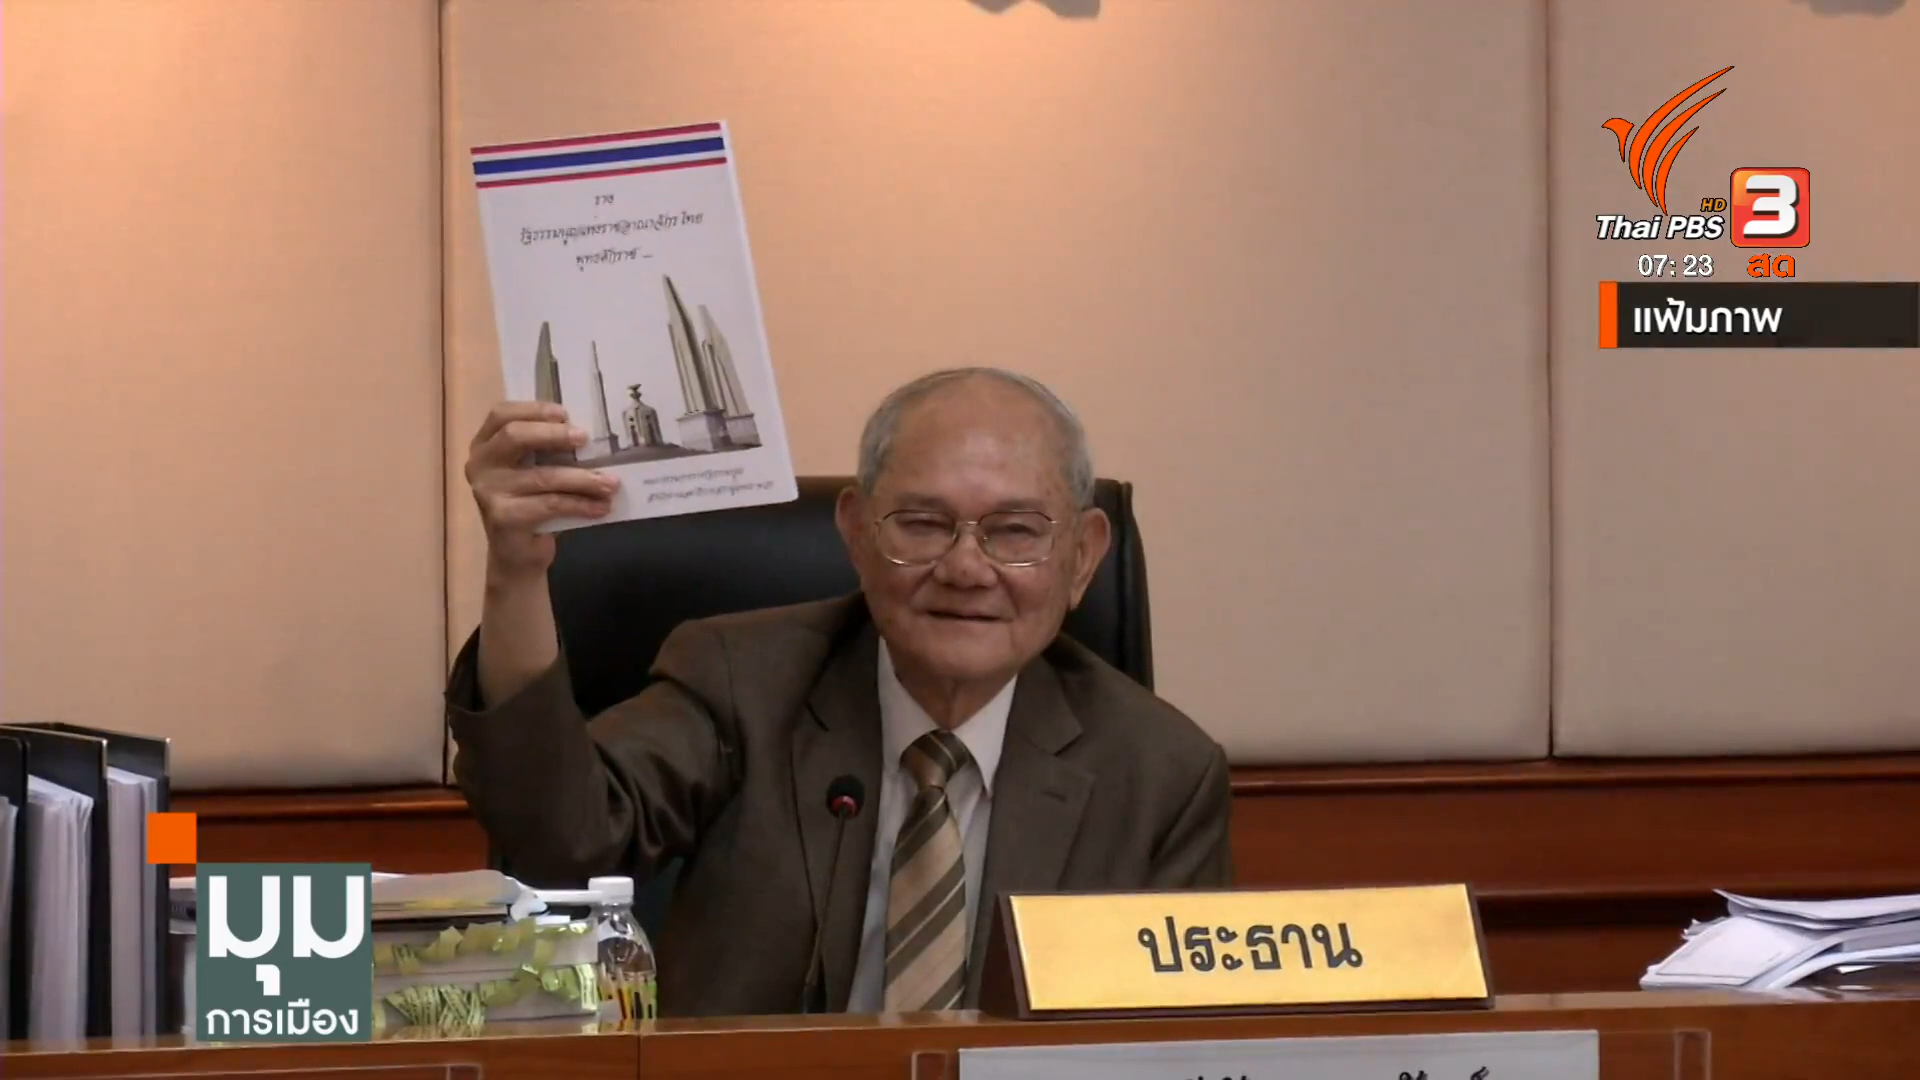 ร่าง
รัฐธรรมนูญแห่งราชอาณาจักรไทย
พุทธศักราช –
HD
Thai PBS 3
07: 23 สด
แฟ้มภาพ
ประธาน
มุม
การเมือง